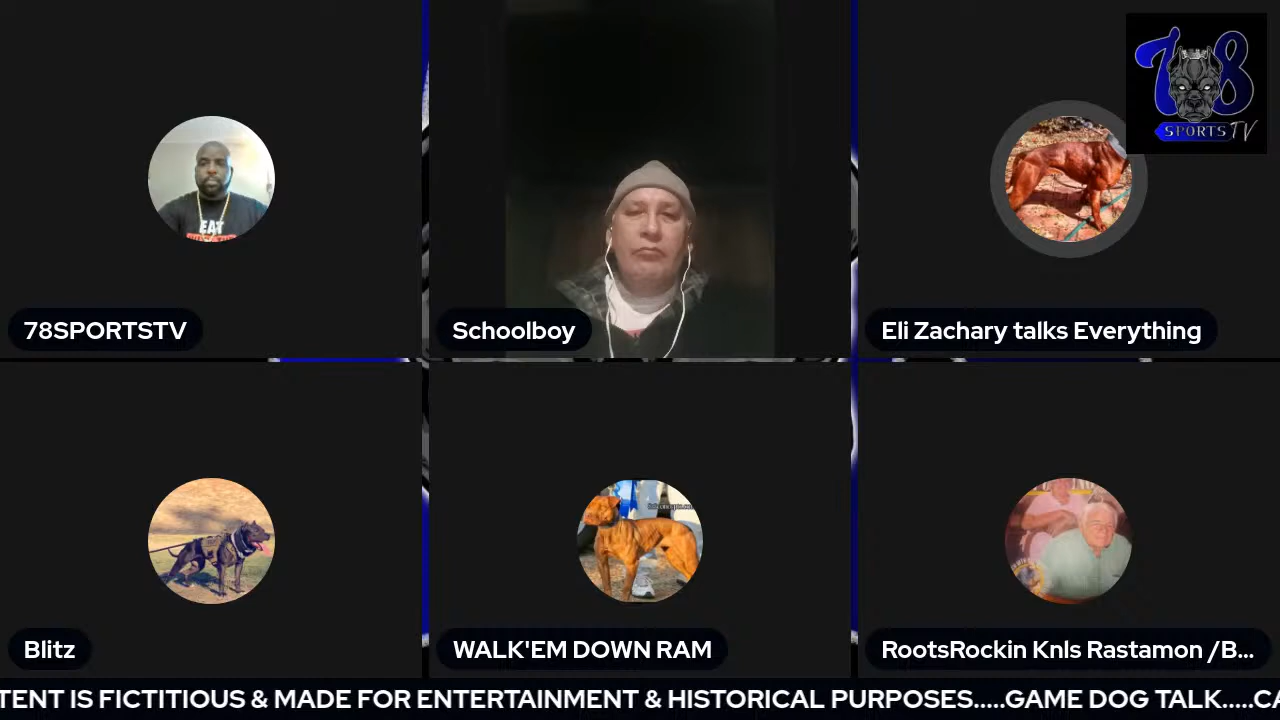 78
SPORTS TV
EAT
78SPORTSTV
Schoolboy
Eli Zachary talks Everything
Blitz
WALK'EM DOWN RAM
RootsRockin Knls Rastamon /B...
TENT IS FICTITIOUS & MADE FOR ENTERTAINMENT & HISTORICAL PURPOSES.....GAME DOG TALK.....CA